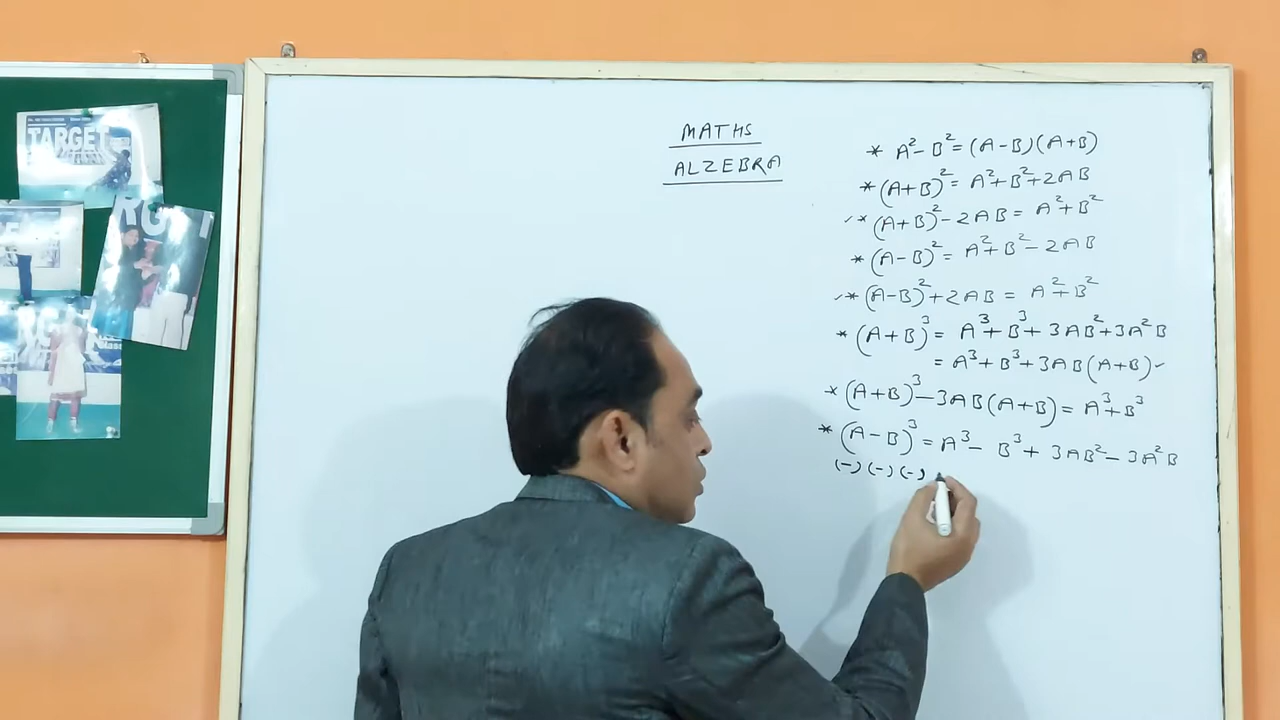 TARGET
MATHS
ALZEBRA
* A² - B² = (A-B)(A+B)
* (A+B)² = A² + B² + 2AB
✓* (A+B)² - 2AB = A² + B²
* (A-B)² = A² + B² - 2AB
✓* (A-B)² + 2AB = A² + B²
* (A+B)³ = A³ + B³ + 3AB² + 3A²B
= A³ + B³ + 3AB(A+B) ✓
* (A+B)³ - 3AB(A+B) = A³ + B³
* (A-B)³ = A³ - B³ + 3AB² - 3A²B
(-) (-) (-)